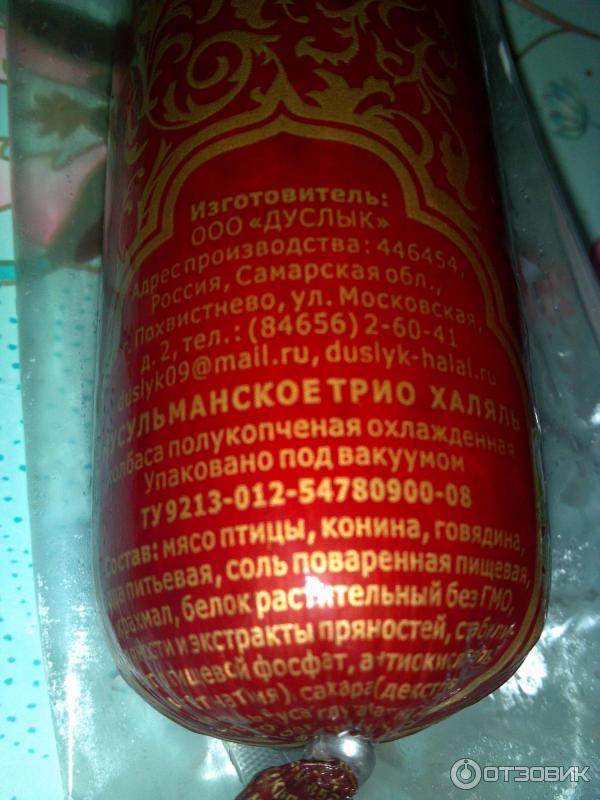 Изготовитель:
ООО «ДУСЛЫК»
Адрес производства: 446454,
Россия, Самарская обл.,
г. Похвистнево, ул. Московская,
д. 2, тел.: (84656) 2-60-41
duslyk09@mail.ru, duslyk-halal.ru
МУСУЛЬМАНСКОЕ ТРИО ХАЛЯЛЬ
колбаса полукопченая охлажденная
Упаковано под вакуумом
ТУ 9213-012-54780900-08
Состав: мясо птицы, конина, говядина,
вода питьевая, соль поваренная пищевая,
крахмал, белок растительный без ГМО,
и экстракты пряностей,
пищевой фосфат,
сахара
ОТЗОВИК